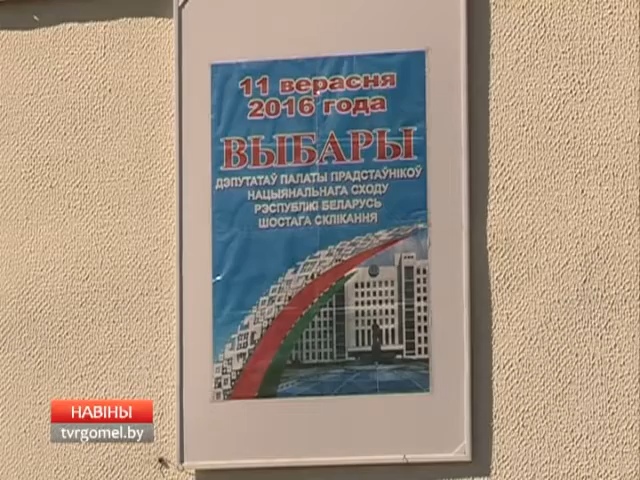 11 верасня
2016 года
ВЫБАРЫ
ДЭПУТАТАЎ ПАЛАТЫ ПРАДСТАЎНІКОЎ
НАЦЫЯНАЛЬНАГА СХОДУ
РЭСПУБЛІКІ БЕЛАРУСЬ
ШОСТАГА СКЛІКАННЯ
НАВІНЫ
tvrgomel.by